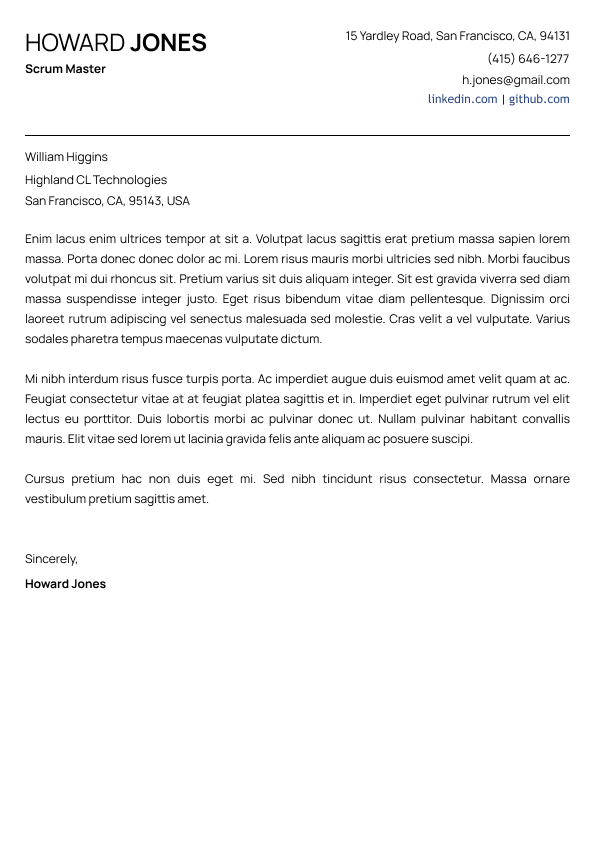 HOWARD JONES
Scrum Master
15 Yardley Road, San Francisco, CA, 94131
(415) 646-1277
h.jones@gmail.com
linkedin.com | github.com
William Higgins
Highland CL Technologies
San Francisco, CA, 95143, USA
Enim lacus enim ultrices tempor at sit a. Volutpat lacus sagittis erat pretium massa sapien lorem
massa. Porta donec donec dolor ac mi. Lorem risus mauris morbi ultricies sed nibh. Morbi faucibus
volutpat mi dui rhoncus sit. Pretium varius sit duis aliquam integer. Sit est gravida viverra sed diam
massa suspendisse integer justo. Eget risus bibendum vitae diam pellentesque. Dignissim orci
laoreet rutrum adipiscing vel senectus malesuada sed molestie. Cras velit a vel vulputate. Varius
sodales pharetra tempus maecenas vulputate dictum.
Mi nibh interdum risus fusce turpis porta. Ac imperdiet augue duis euismod amet velit quam at ac.
Feugiat consectetur vitae at at feugiat platea sagittis et in. Imperdiet eget pulvinar rutrum vel elit
lectus eu porttitor. Duis lobortis morbi ac pulvinar donec ut. Nullam pulvinar habitant convallis
mauris. Elit vitae sed lorem ut lacinia gravida felis ante aliquam ac posuere suscipi.
Cursus pretium hac non duis eget mi. Sed nibh tincidunt risus consectetur. Massa ornare
vestibulum pretium sagittis amet.
Sincerely,
Howard Jones